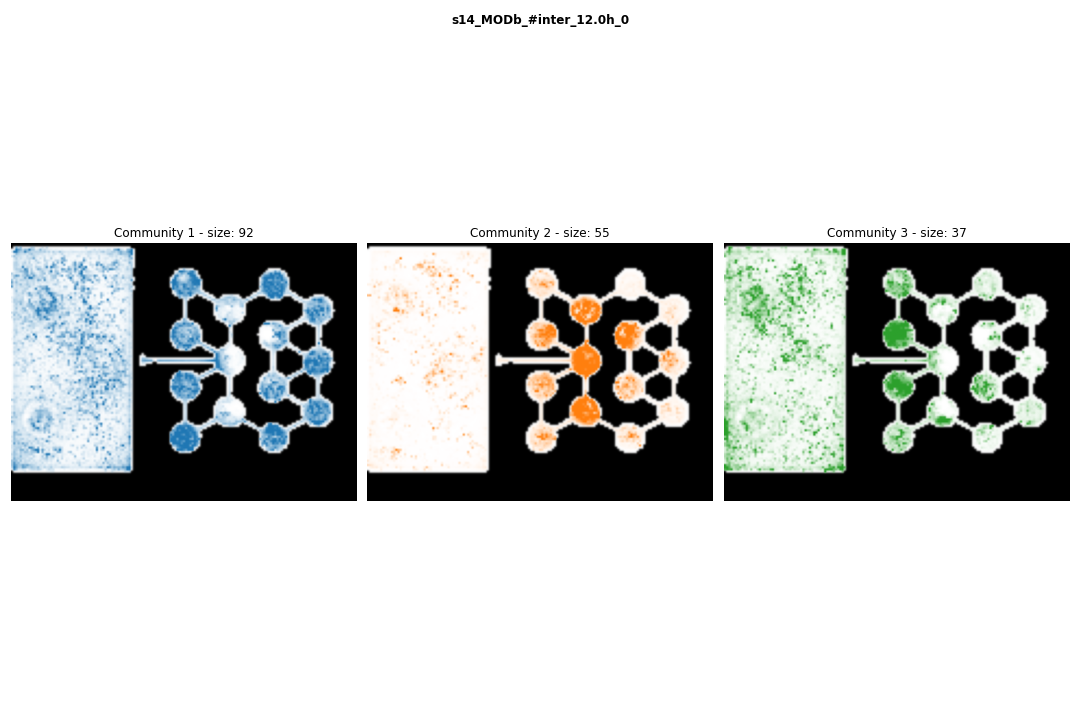 s14_MODb_#inter_12.0h_0
Community 1 - size: 92
Community 2 - size: 55
Community 3 - size: 37